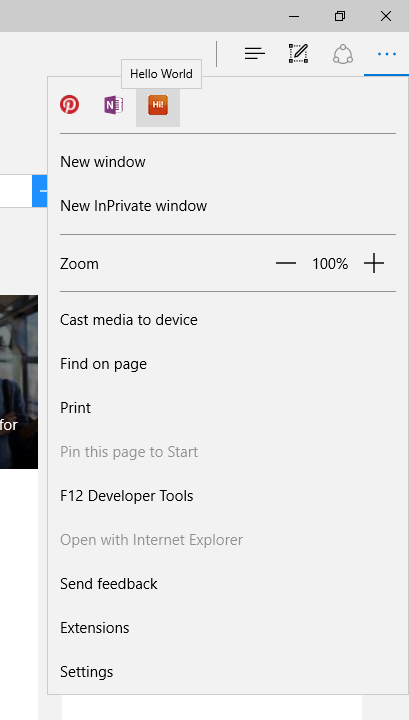 Hello World
N
Hi!
New window
New InPrivate window
Zoom
100%
Cast media to device
Find on page
for
Print
Pin this page to Start
F12 Developer Tools
Open with Internet Explorer
Send feedback
Extensions
Settings